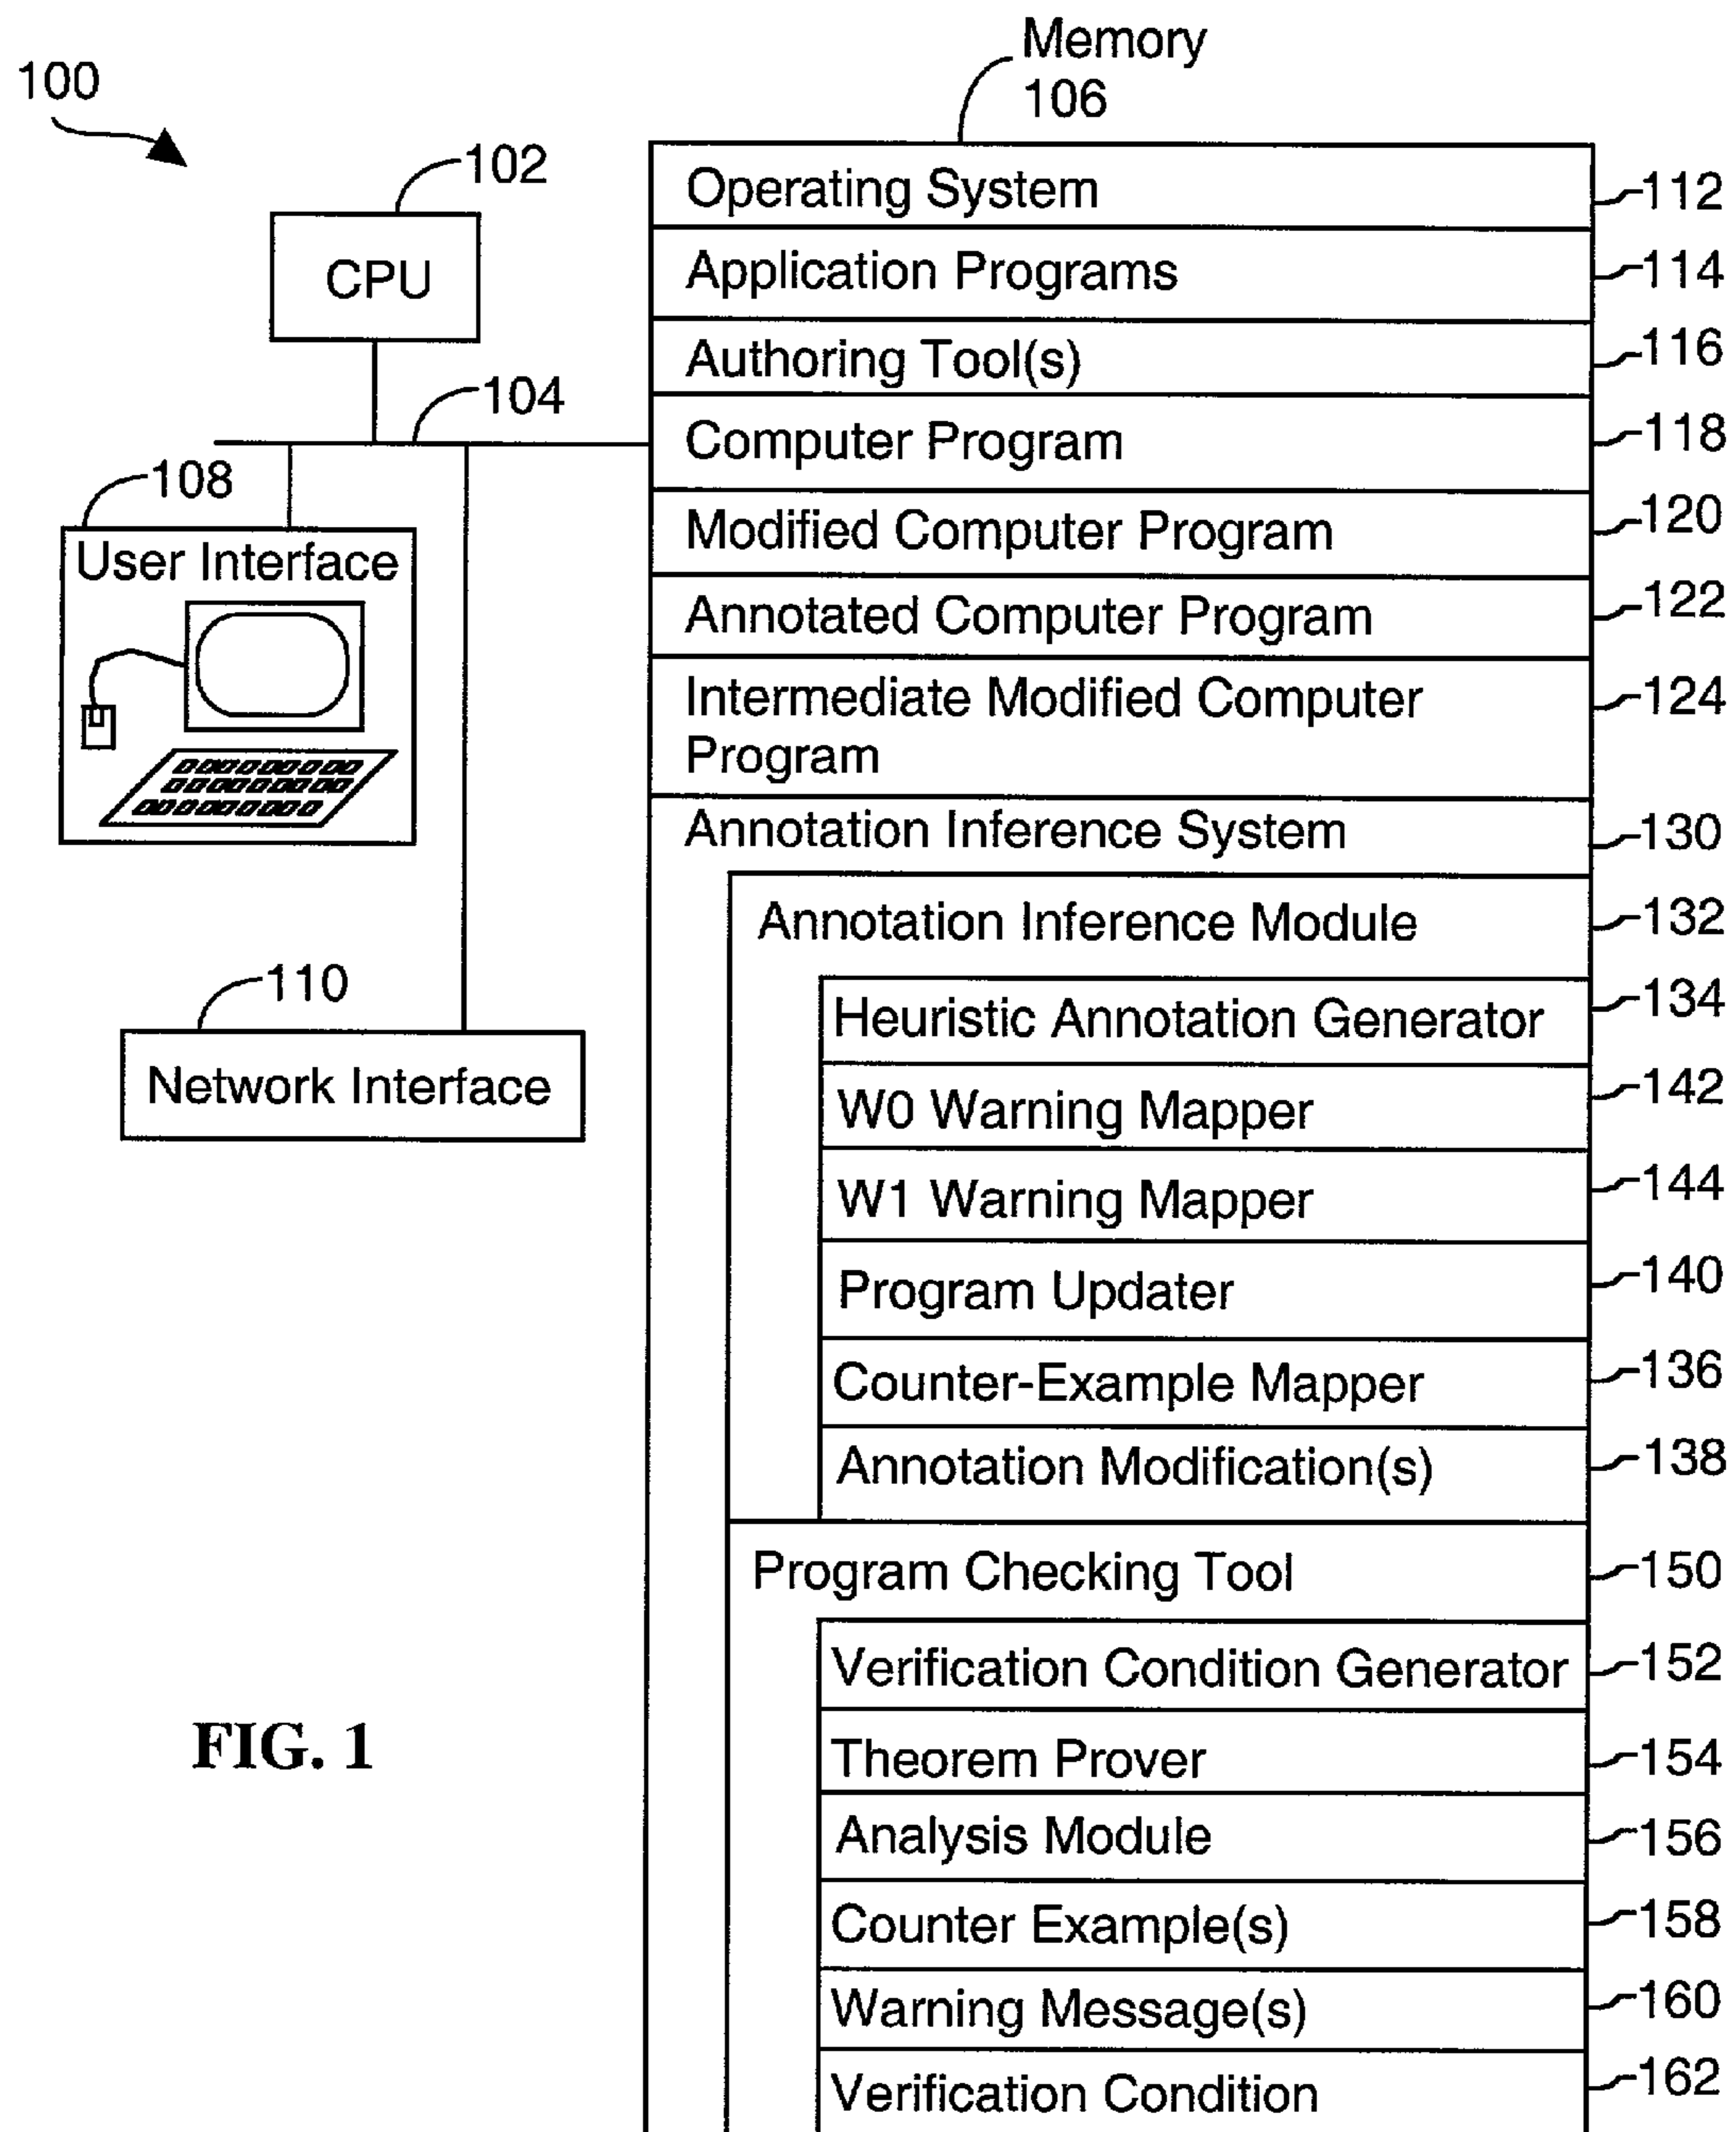 Memory
106
100
102
CPU
104
108
User Interface
110
Network Interface
Operating System 112
Application Programs 114
Authoring Tool(s) 116
Computer Program 118
Modified Computer Program 120
Annotated Computer Program 122
Intermediate Modified Computer 124
Program
Annotation Inference System 130
Annotation Inference Module 132
Heuristic Annotation Generator 134
W0 Warning Mapper 142
W1 Warning Mapper 144
Program Updater 140
Counter-Example Mapper 136
Annotation Modification(s) 138
Program Checking Tool 150
Verification Condition Generator 152
Theorem Prover 154
Analysis Module 156
Counter Example(s) 158
Warning Message(s) 160
Verification Condition 162
FIG. 1